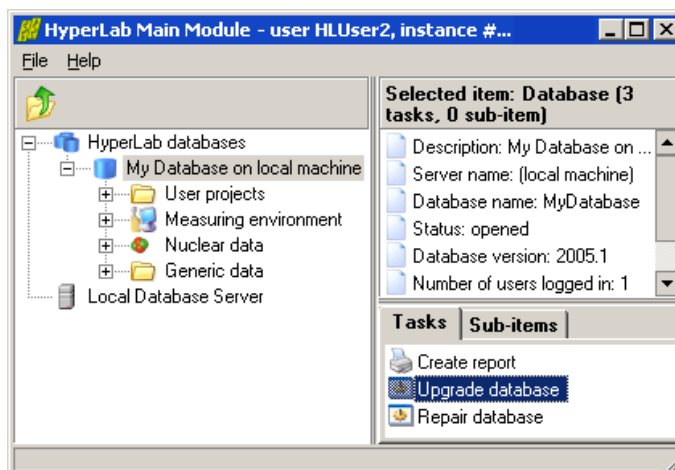 HyperLab Main Module - user HLUser2, instance #...
File Help
HyperLab databases
My Database on local machine
User projects
Measuring environment
Nuclear data
Generic data
Local Database Server
Selected item: Database (3
tasks, 0 sub-item)
Description: My Database on ...
Server name: (local machine)
Database name: MyDatabase
Status: opened
Database version: 2005.1
Number of users logged in: 1
Tasks Sub-items
Create report
Upgrade database
Repair database